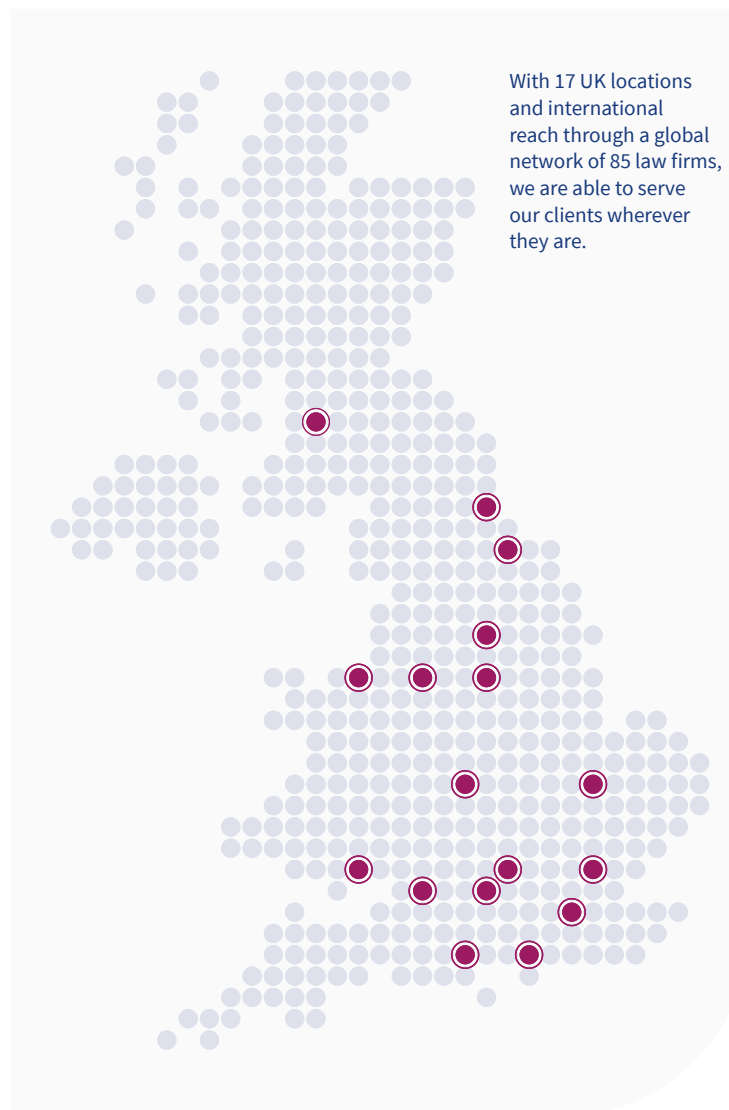 With 17 UK locations
and international
reach through a global
network of 85 law firms,
we are able to serve
our clients wherever
they are.